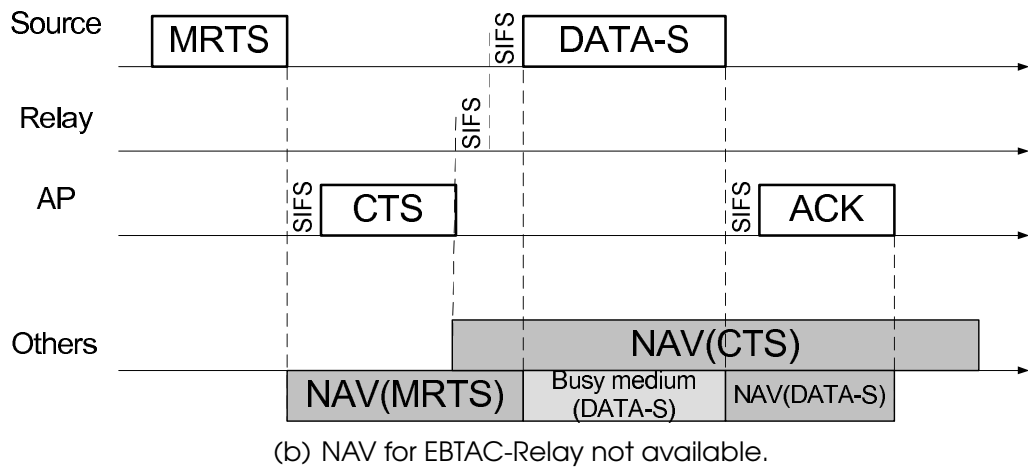 Source
MRTS
SIFS
DATA-S
Relay
SIFS
AP
SIFS
CTS
SIFS
ACK
Others
NAV(CTS)
NAV(MRTS)
Busy medium
(DATA-S)
NAV(DATA-S)
(b) NAV for EBTAC-Relay not available.